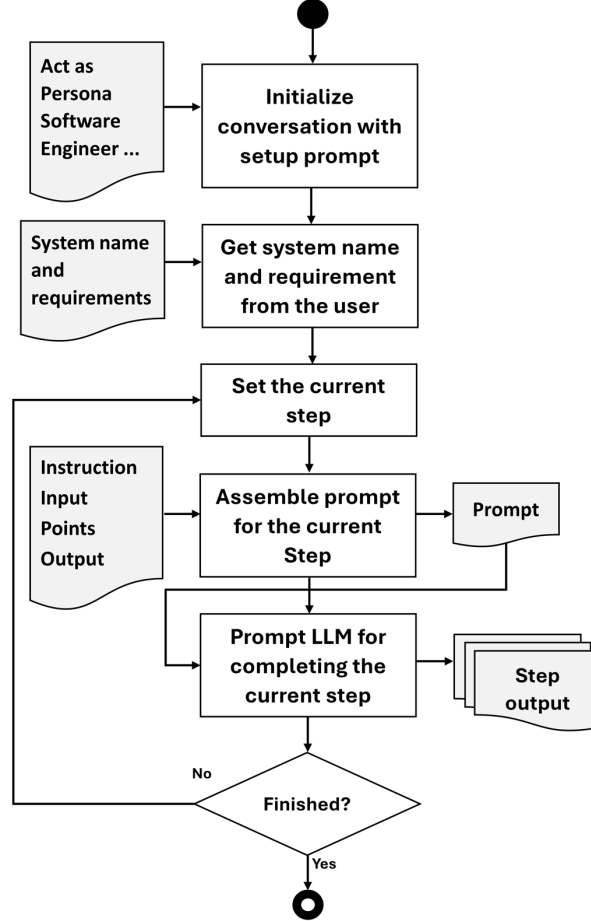 Act as
Persona
Software
Engineer ...
Initialize
conversation with
setup prompt
System name
and
requirements
Get system name
and requirement
from the user
Set the current
step
Instruction
Input
Points
Output
Assemble prompt
for the current
Step
Prompt
Prompt LLM for
completing the
current step
Step
output
No
Finished?
Yes